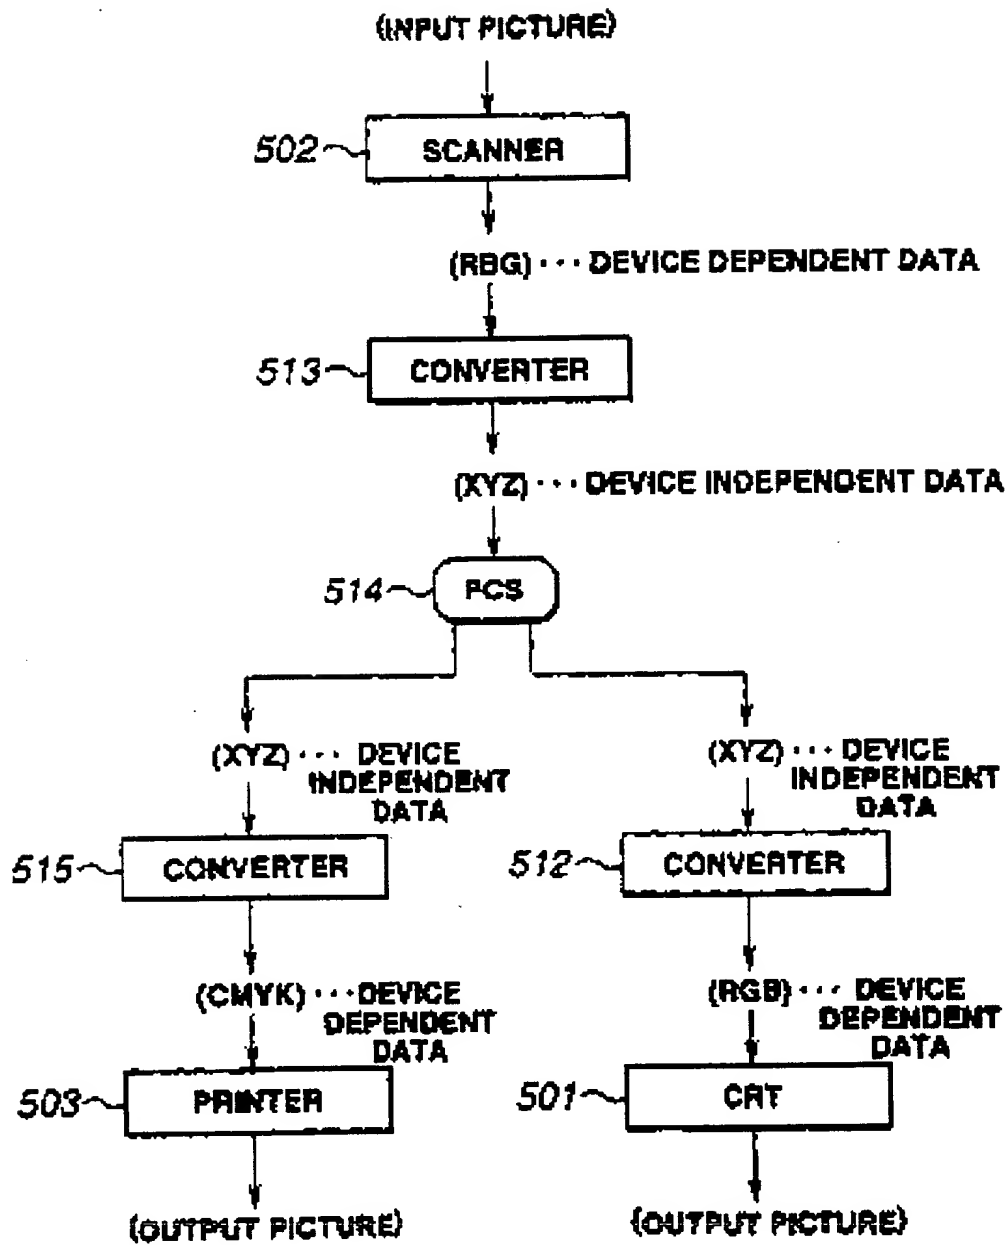 (INPUT PICTURE)
502 SCANNER
(RBG) ··· DEVICE DEPENDENT DATA
513 CONVERTER
(XYZ) ··· DEVICE INDEPENDENT DATA
514 PCS
(XYZ) ··· DEVICE
INDEPENDENT
DATA
(XYZ) ··· DEVICE
INDEPENDENT
DATA
515 CONVERTER
512 CONVERTER
(CMYK) ··· DEVICE
DEPENDENT
DATA
(RGB) ··· DEVICE
DEPENDENT
DATA
503 PRINTER
501 CRT
(OUTPUT PICTURE)
(OUTPUT PICTURE)